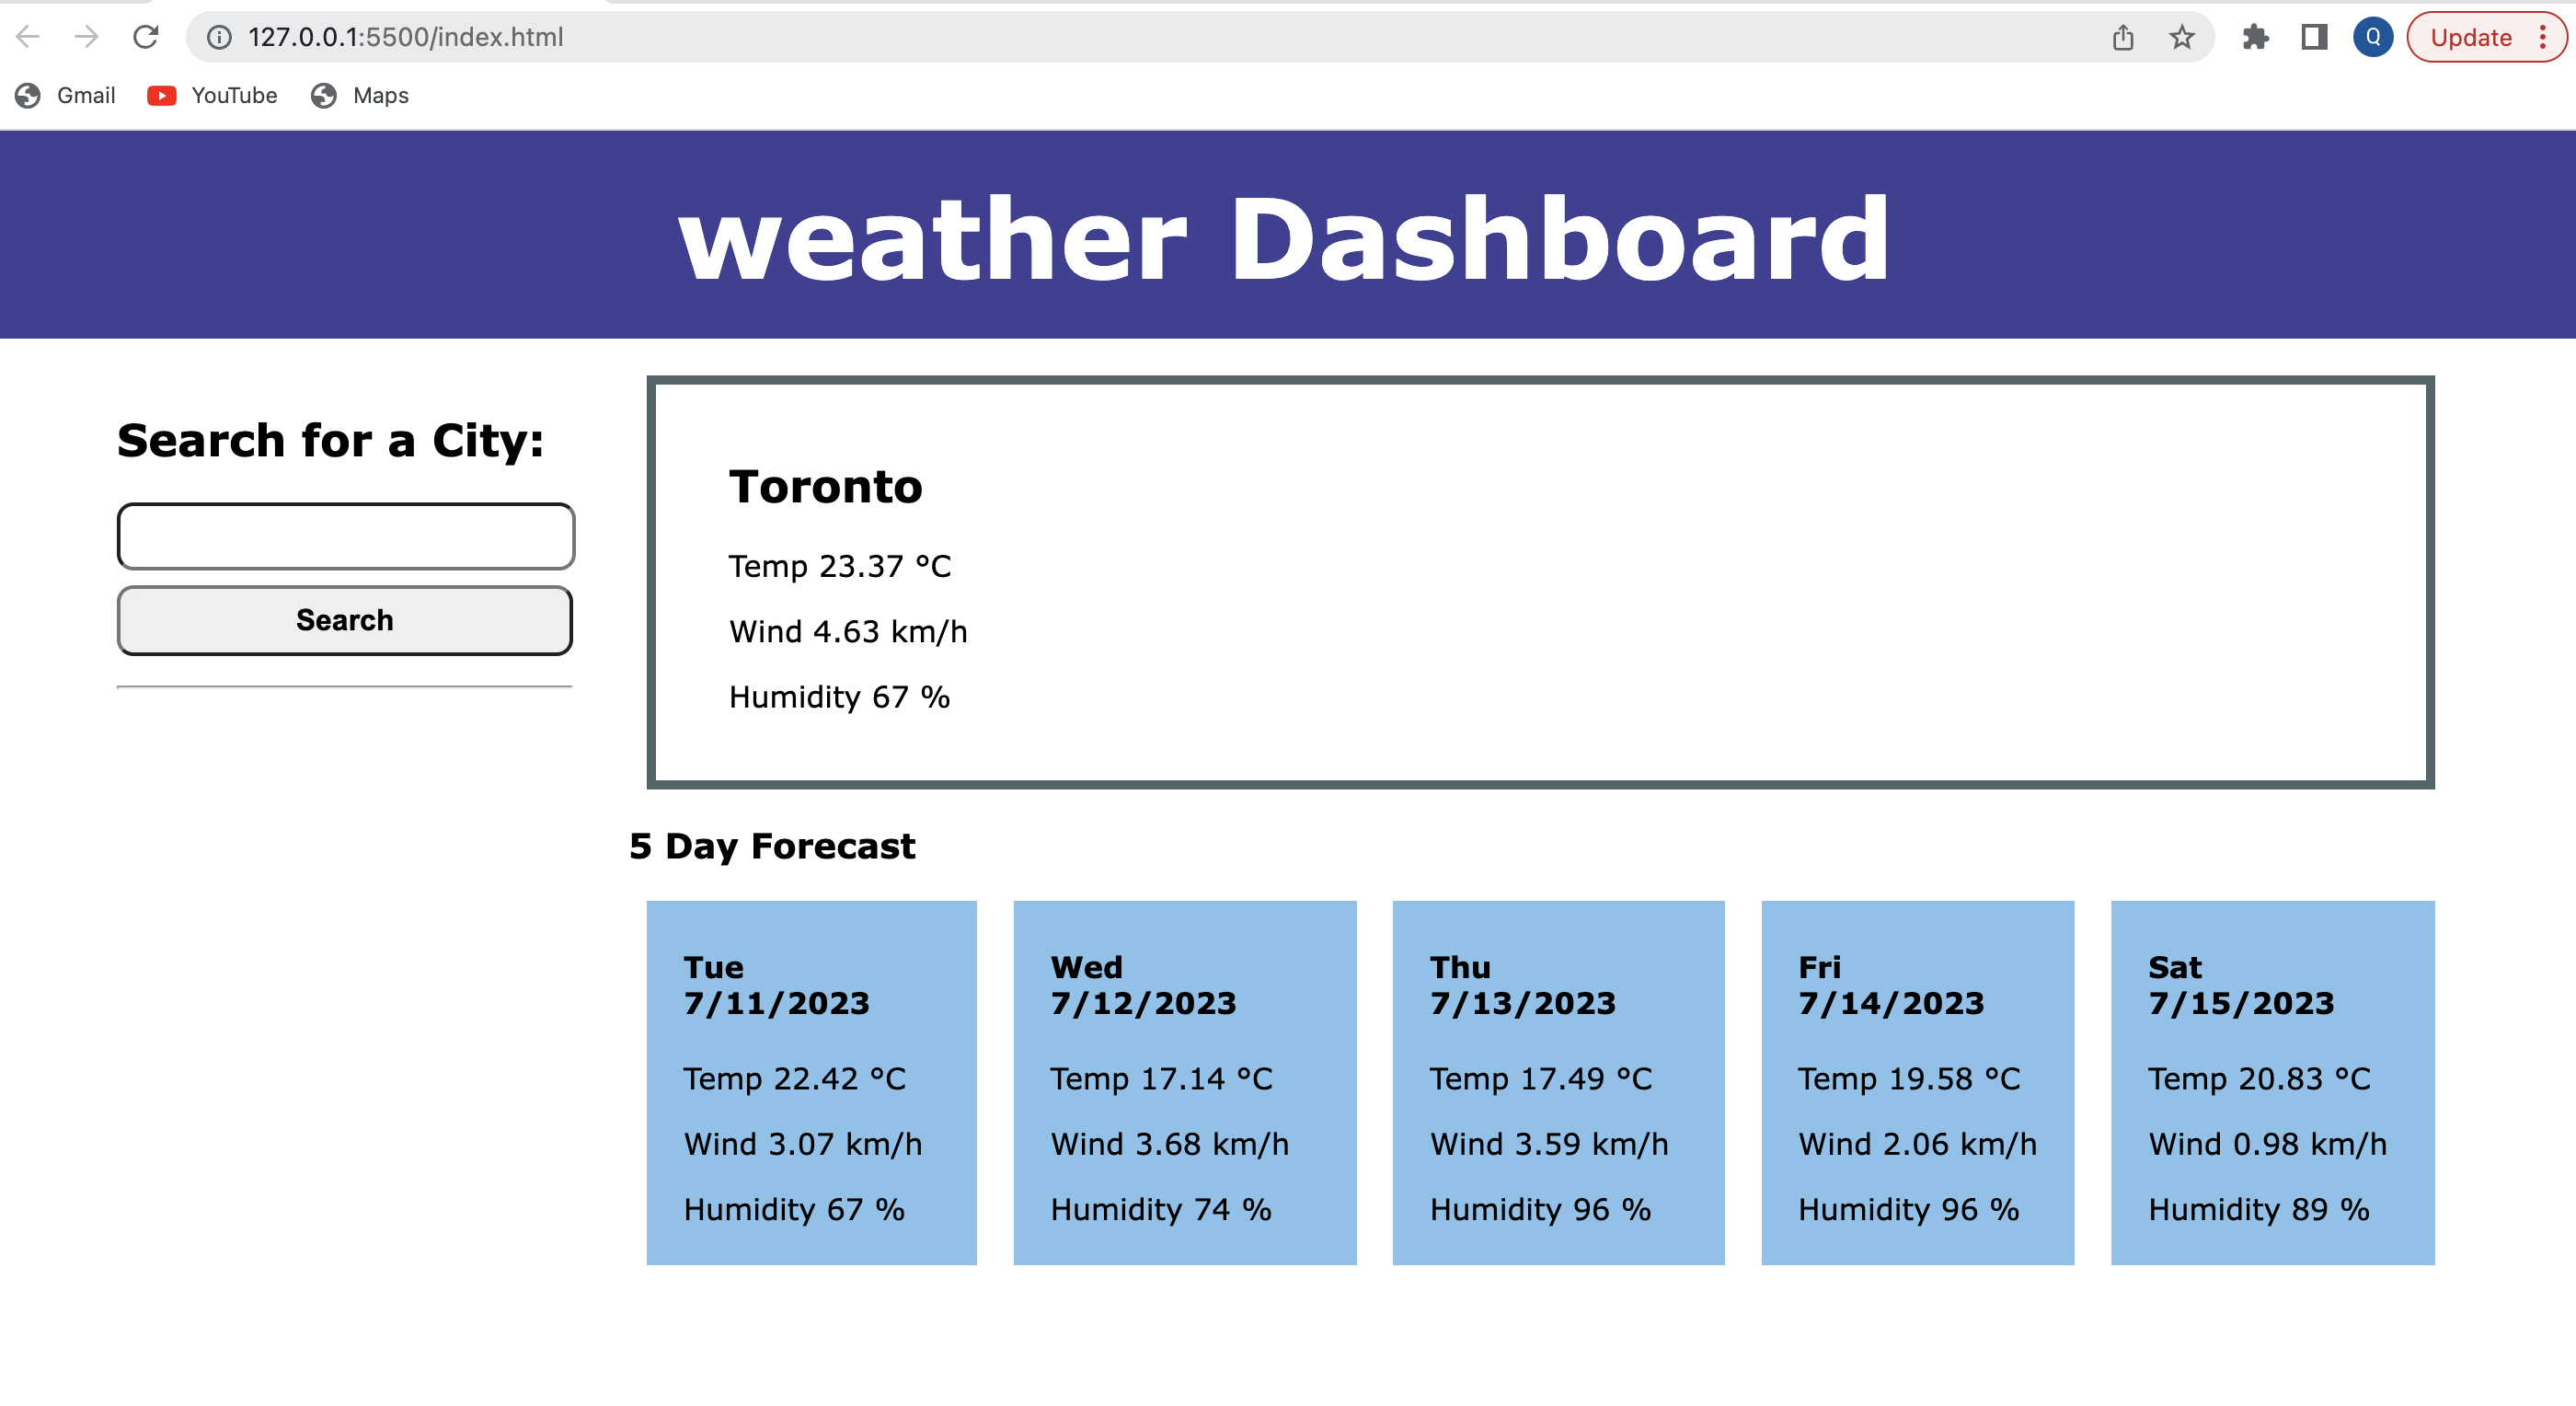 127.0.0.1:5500/index.html
Q
Update
Gmail
YouTube
Maps
weather Dashboard
Search for a City:
Search
Toronto
Temp 23.37 °C
Wind 4.63 km/h
Humidity 67 %
5 Day Forecast
Tue
7/11/2023
Temp 22.42 °C
Wind 3.07 km/h
Humidity 67 %
Wed
7/12/2023
Temp 17.14 °C
Wind 3.68 km/h
Humidity 74 %
Thu
7/13/2023
Temp 17.49 °C
Wind 3.59 km/h
Humidity 96 %
Fri
7/14/2023
Temp 19.58 °C
Wind 2.06 km/h
Humidity 96 %
Sat
7/15/2023
Temp 20.83 °C
Wind 0.98 km/h
Humidity 89 %